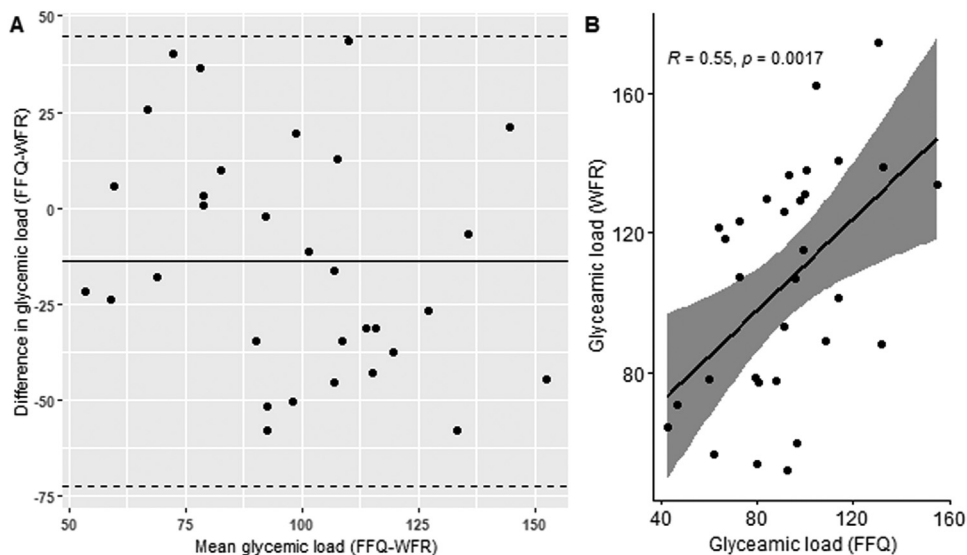 A
Difference in glycemic load (FFQ-WFR)
50
25
0
-25
-50
-75
50
75
100
125
150
Mean glycemic load (FFQ-WFR)
B
R = 0.55, p = 0.0017
Glyceamic load (WFR)
160
120
80
40
80
120
160
Glyceamic load (FFQ)